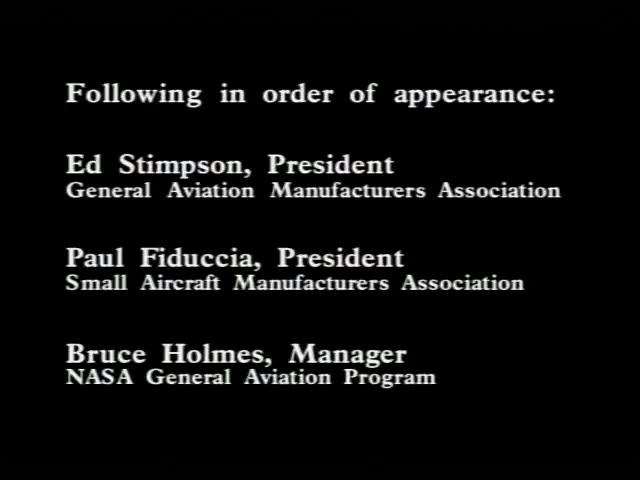 Following in order of appearance:
Ed Stimpson, President
General Aviation Manufacturers Association
Paul Fiduccia, President
Small Aircraft Manufacturers Association
Bruce Holmes, Manager
NASA General Aviation Program